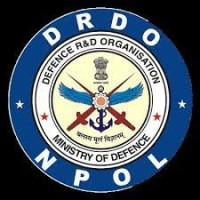 DRDO
DEFENCE R&D ORGANISATION
बलस्य मूलं विज्ञानम्
MINISTRY OF DEFENCE
NPOL